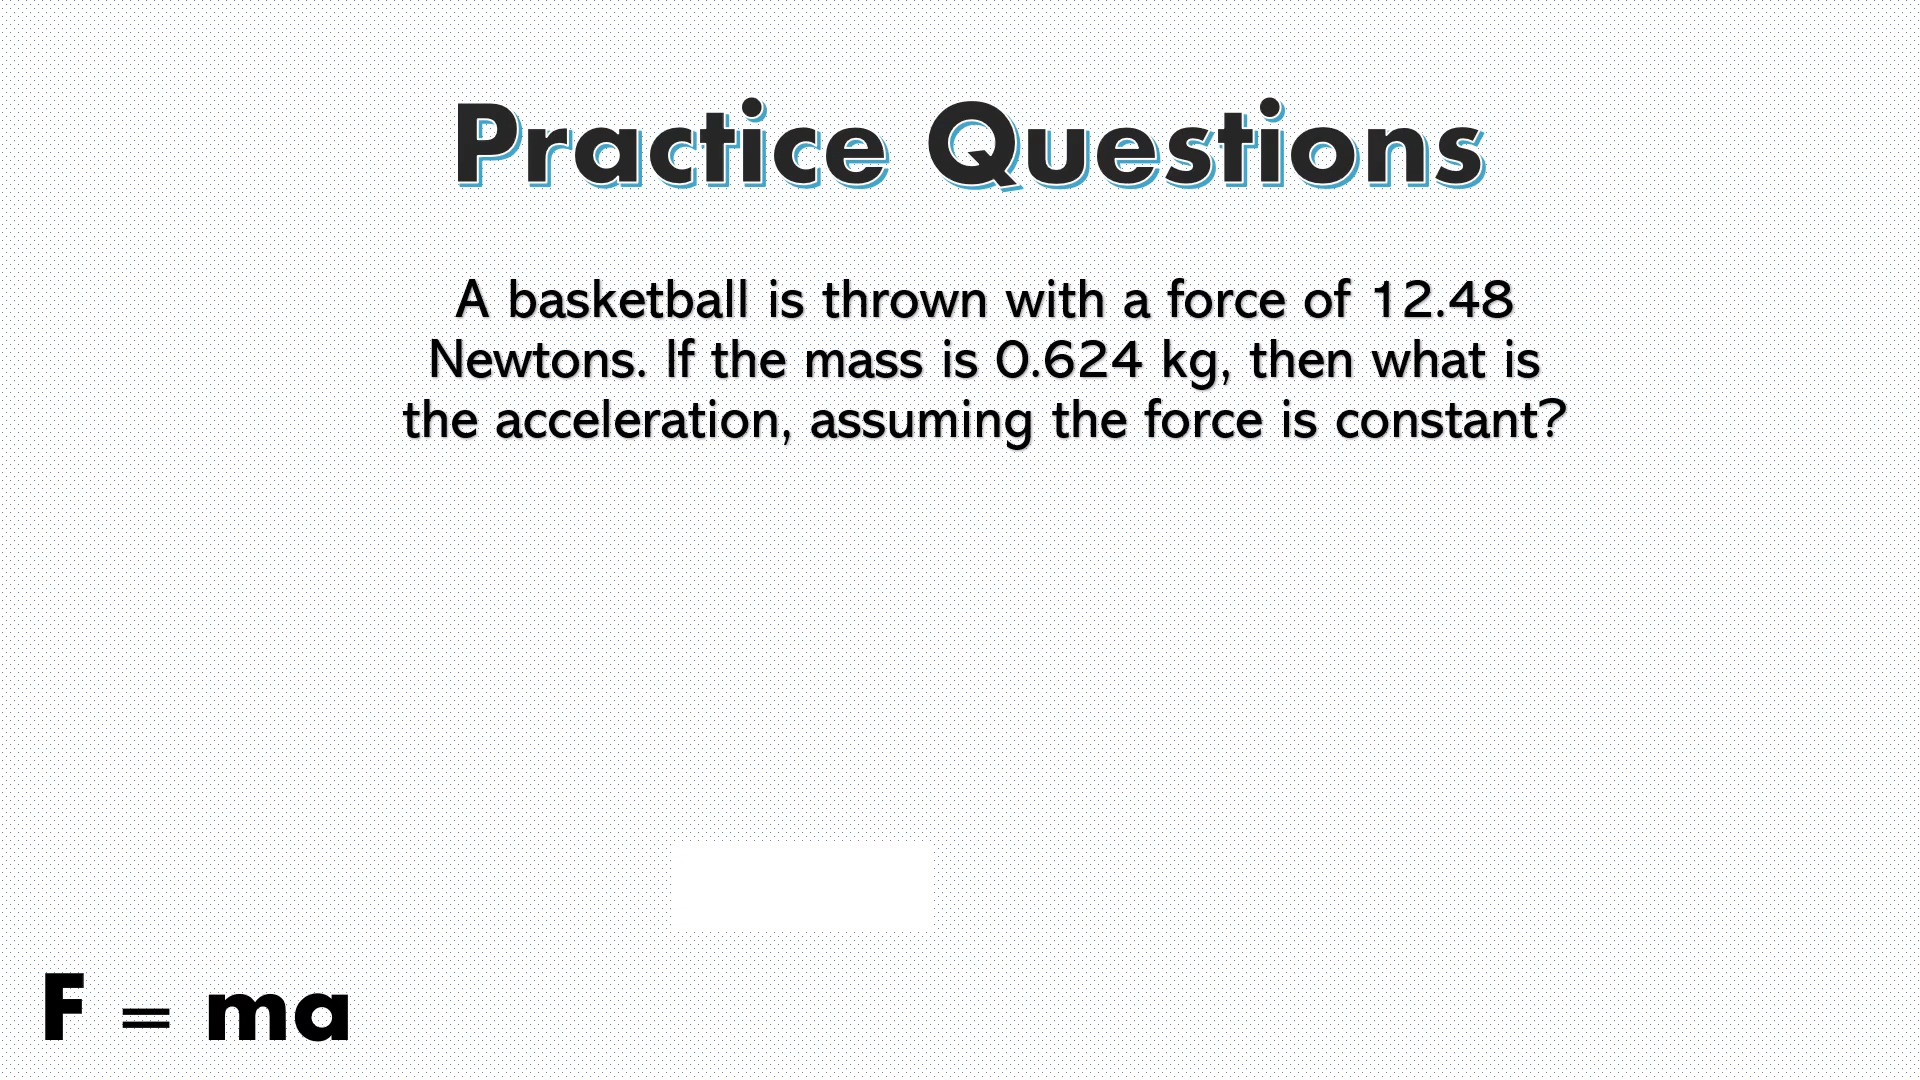 Practice Questions
A basketball is thrown with a force of 12.48
Newtons. If the mass is 0.624 kg, then what is
the acceleration, assuming the force is constant?
F = ma